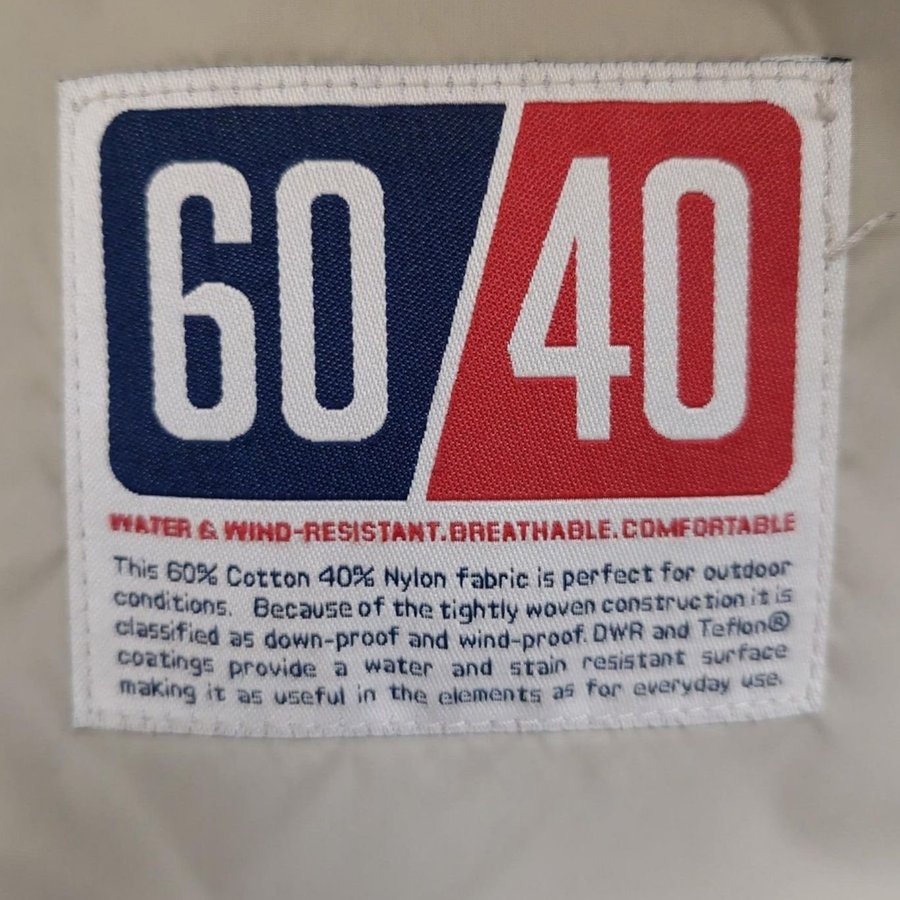 60/40
WATER & WIND-RESISTANT.BREATHABLE.COMFORTABLE
This 60% Cotton 40% Nylon fabric is perfect for outdoor
conditions. Because of the tightly woven construction it is
classified as down-proof and wind-proof. DWR and Teflon®
coatings provide a water and stain resistant surface
making it as useful in the elements as for everyday use.